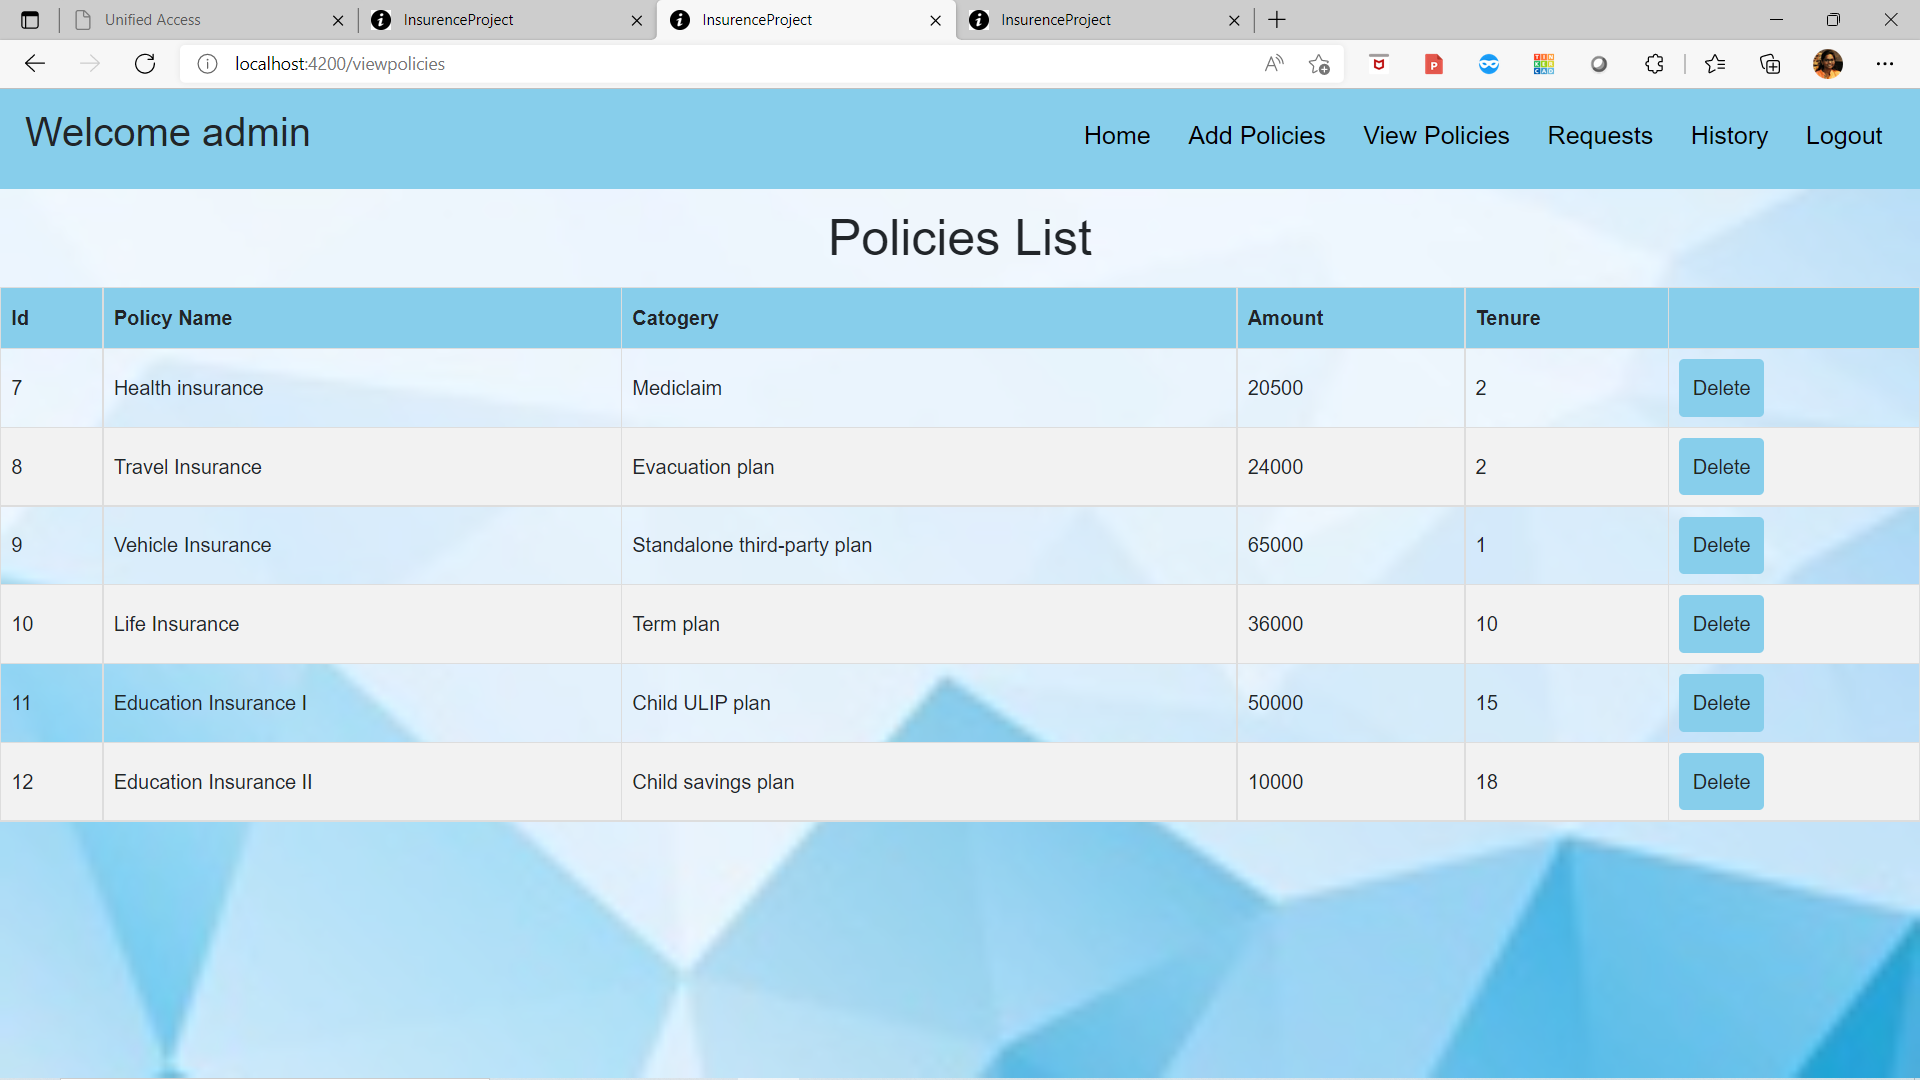 Unified Access InsurenceProject InsurenceProject InsurenceProject
localhost:4200/viewpolicies
Welcome admin Home Add Policies View Policies Requests History Logout
Policies List
Id Policy Name Catogery Amount Tenure
7 Health insurance Mediclaim 20500 2 Delete
8 Travel Insurance Evacuation plan 24000 2 Delete
9 Vehicle Insurance Standalone third-party plan 65000 1 Delete
10 Life Insurance Term plan 36000 10 Delete
11 Education Insurance I Child ULIP plan 50000 15 Delete
12 Education Insurance II Child savings plan 10000 18 Delete